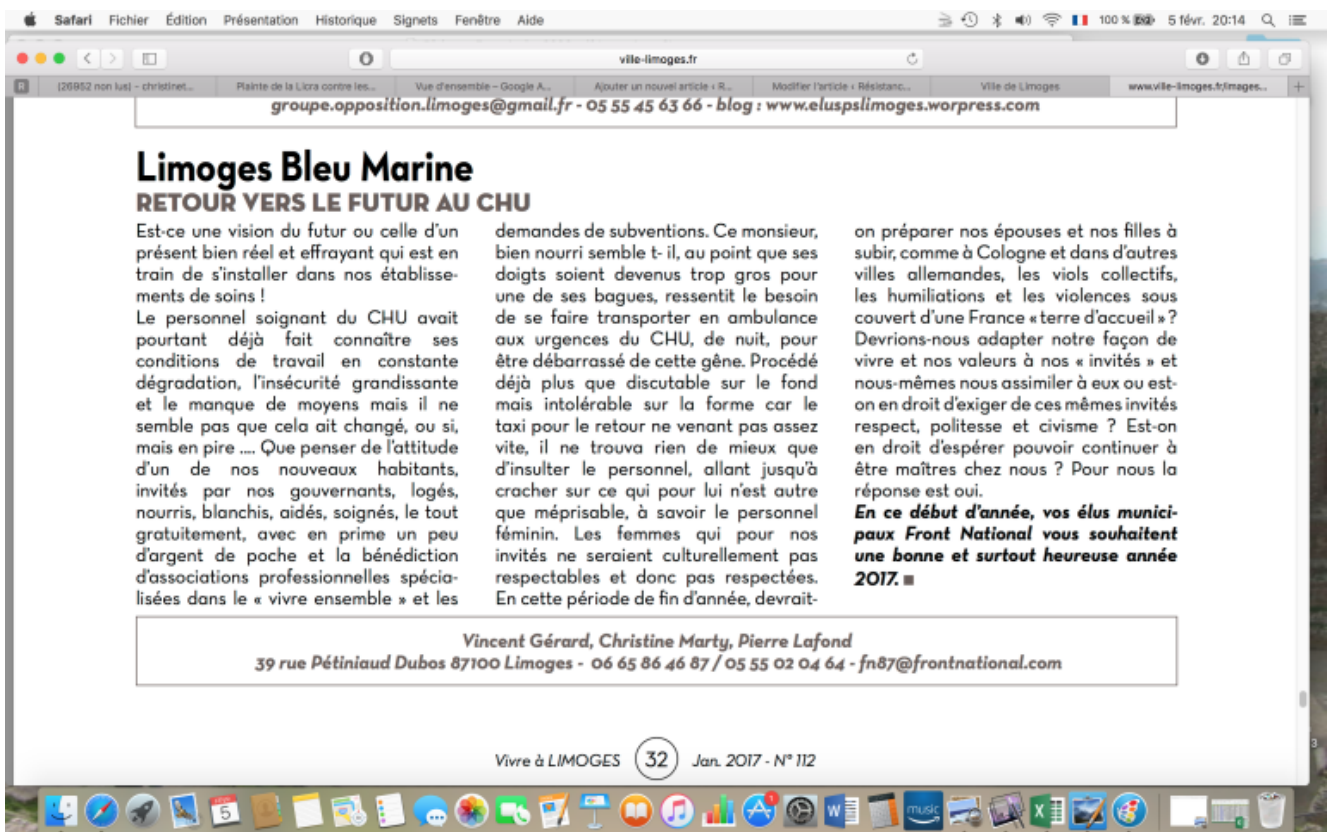 Safari Fichier Édition Présentation Historique Signets Fenêtre Aide
100 % 5 févr. 20:14
ville-limoges.fr
(26952 non lus) - christinet... Plainte de la Licra contre les... Vue d'ensemble – Google A... Ajouter un nouvel article ‹ R... Modifier l'article ‹ Résistanc... Ville de Limoges www.ville-limoges.fr/images...
groupe.opposition.limoges@gmail.fr - 05 55 45 63 66 - blog : www.eluspslimoges.worpress.com
Limoges Bleu Marine
RETOUR VERS LE FUTUR AU CHU
Est-ce une vision du futur ou celle d'un
présent bien réel et effrayant qui est en
train de s'installer dans nos établisse-
ments de soins !
Le personnel soignant du CHU avait
pourtant déjà fait connaître ses
conditions de travail en constante
dégradation, l'insécurité grandissante
et le manque de moyens mais il ne
semble pas que cela ait changé, ou si,
mais en pire .... Que penser de l'attitude
d'un de nos nouveaux habitants,
invités par nos gouvernants, logés,
nourris, blanchis, aidés, soignés, le tout
gratuitement, avec en prime un peu
d'argent de poche et la bénédiction
d'associations professionnelles spécia-
lisées dans le « vivre ensemble » et les
demandes de subventions. Ce monsieur,
bien nourri semble t- il, au point que ses
doigts soient devenus trop gros pour
une de ses bagues, ressentit le besoin
de se faire transporter en ambulance
aux urgences du CHU, de nuit, pour
être débarrassé de cette gêne. Procédé
déjà plus que discutable sur le fond
mais intolérable sur la forme car le
taxi pour le retour ne venant pas assez
vite, il ne trouva rien de mieux que
d'insulter le personnel, allant jusqu'à
cracher sur ce qui pour lui n'est autre
que méprisable, à savoir le personnel
féminin. Les femmes qui pour nos
invités ne seraient culturellement pas
respectables et donc pas respectées.
En cette période de fin d'année, devrait-
on préparer nos épouses et nos filles à
subir, comme à Cologne et dans d'autres
villes allemandes, les viols collectifs,
les humiliations et les violences sous
couvert d'une France « terre d'accueil » ?
Devrions-nous adapter notre façon de
vivre et nos valeurs à nos « invités » et
nous-mêmes nous assimiler à eux ou est-
on en droit d'exiger de ces mêmes invités
respect, politesse et civisme ? Est-on
en droit d'espérer pouvoir continuer à
être maîtres chez nous ? Pour nous la
réponse est oui.
En ce début d'année, vos élus munici-
paux Front National vous souhaitent
une bonne et surtout heureuse année
2017.
Vincent Gérard, Christine Marty, Pierre Lafond
39 rue Pétiniaud Dubos 87100 Limoges - 06 65 86 46 87 / 05 55 02 04 64 - fn87@frontnational.com
Vivre à LIMOGES 32 Jan. 2017 - N° 112
5
1
music